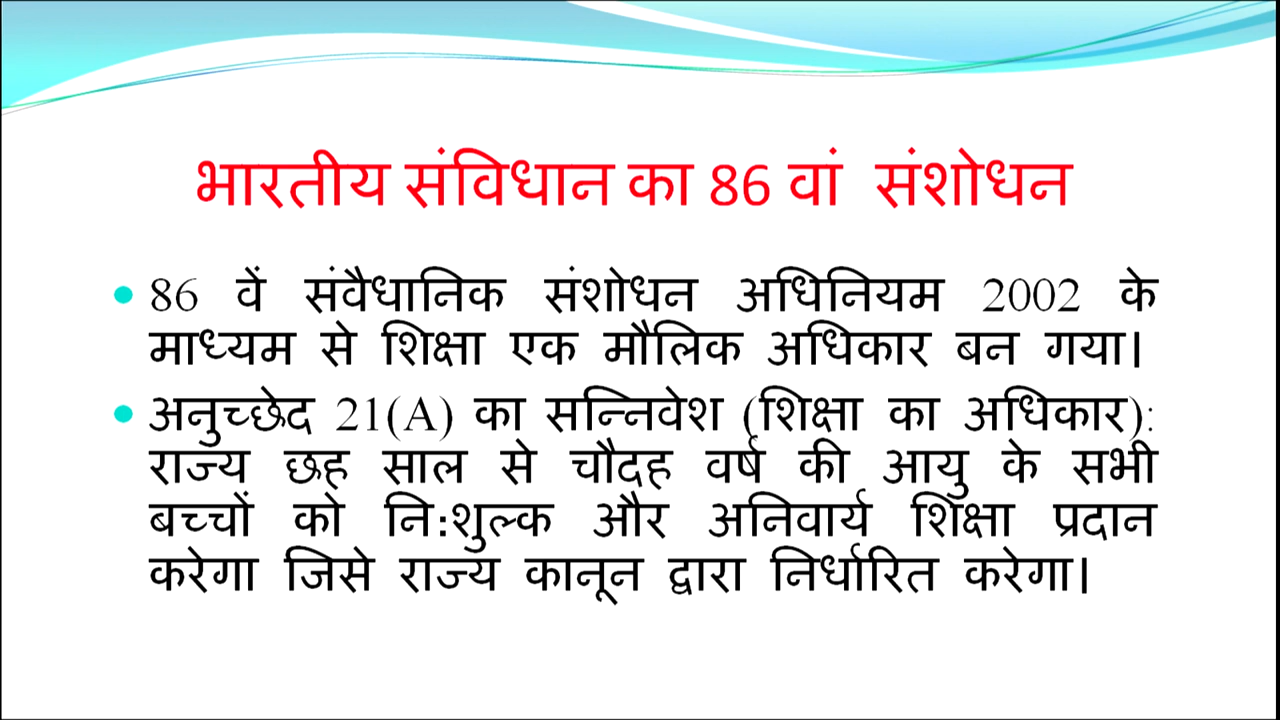 भारतीय संविधान का 86 वां संशोधन
• 86 वें संवैधानिक संशोधन अधिनियम 2002 के
माध्यम से शिक्षा एक मौलिक अधिकार बन गया।
• अनुच्छेद 21(A) का सन्निवेश (शिक्षा का अधिकार):
राज्य छह साल से चौदह वर्ष की आयु के सभी
बच्चों को नि:शुल्क और अनिवार्य शिक्षा प्रदान
करेगा जिसे राज्य कानून द्वारा निर्धारित करेगा।